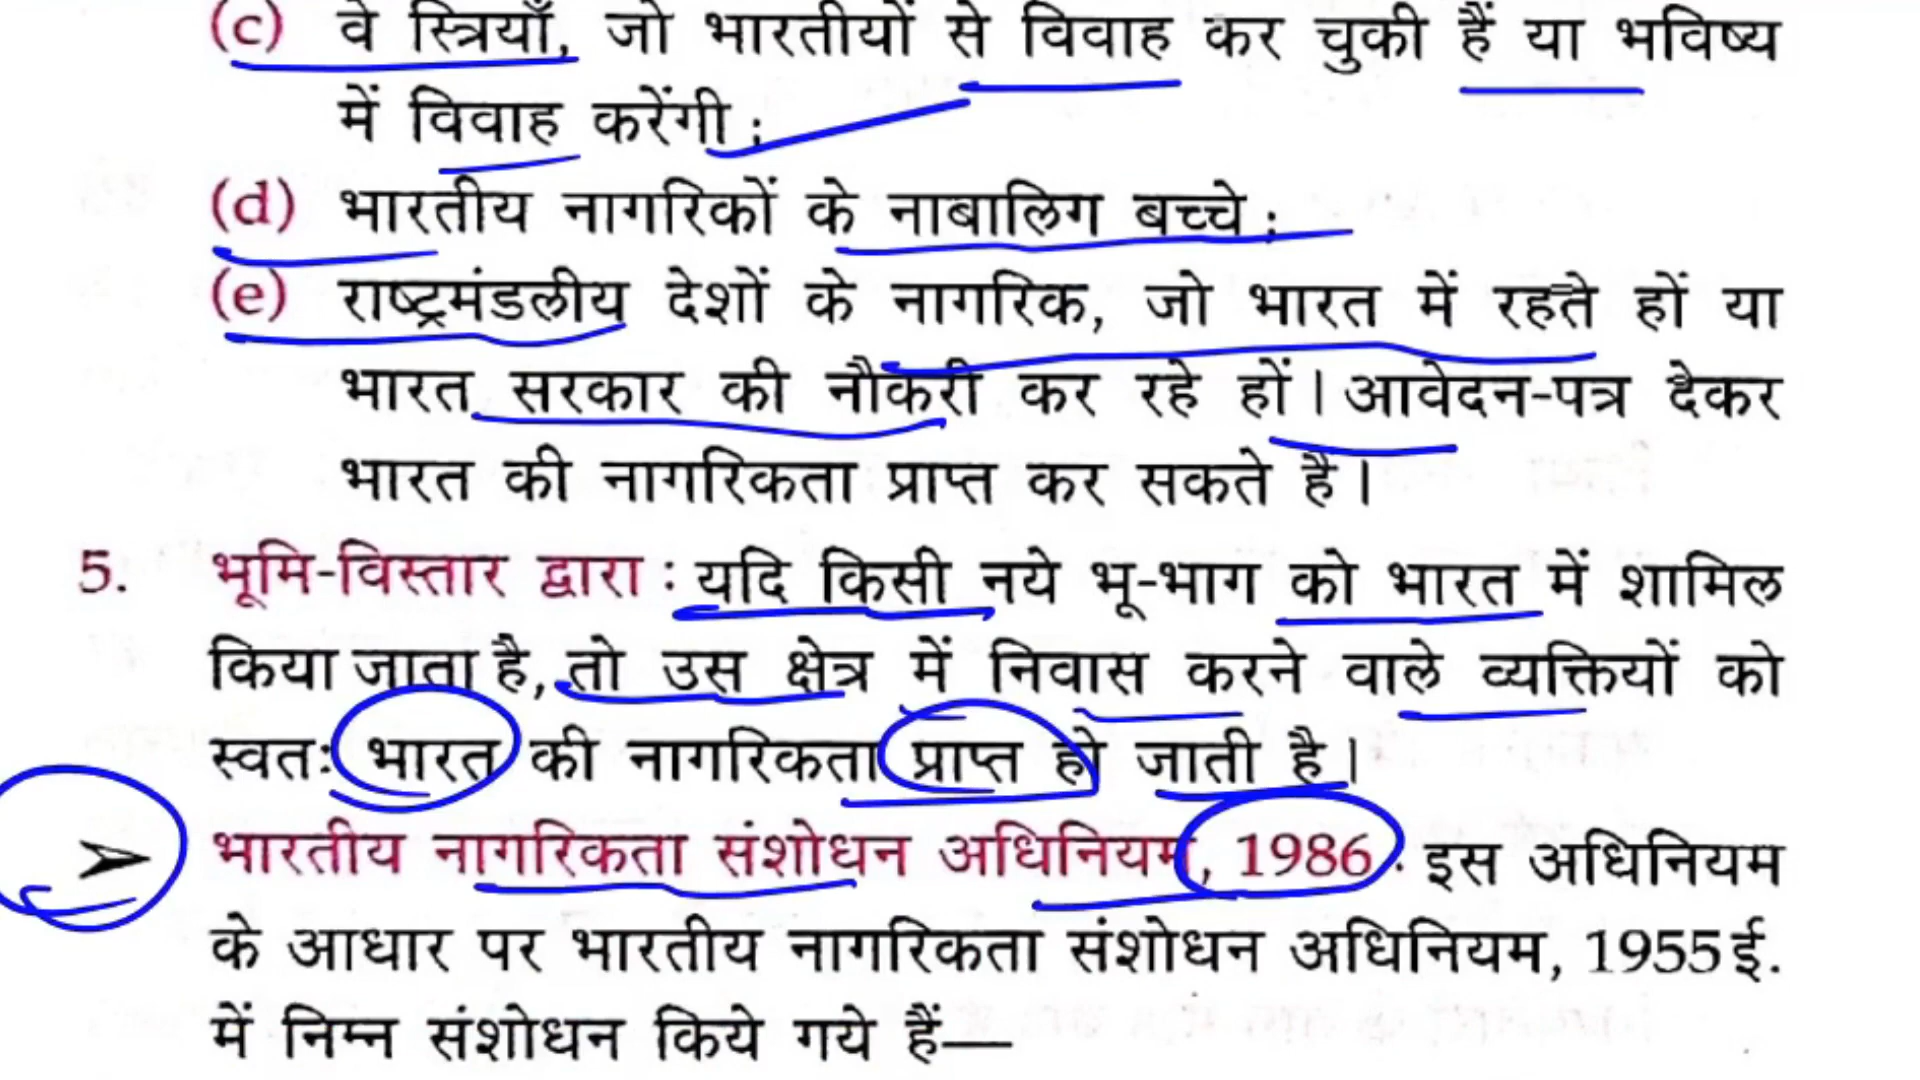 (c) वे स्त्रियाँ, जो भारतीयों से विवाह कर चुकी हैं या भविष्य
में विवाह करेंगी ;
(d) भारतीय नागरिकों के नाबालिग बच्चे ;
(e) राष्ट्रमंडलीय देशों के नागरिक, जो भारत में रहते हों या
भारत सरकार की नौकरी कर रहे हों। आवेदन-पत्र देकर
भारत की नागरिकता प्राप्त कर सकते हैं।
5. भूमि-विस्तार द्वारा : यदि किसी नये भू-भाग को भारत में शामिल
किया जाता है, तो उस क्षेत्र में निवास करने वाले व्यक्तियों को
स्वतः भारत की नागरिकता प्राप्त हो जाती है।
➢ भारतीय नागरिकता संशोधन अधिनियम, 1986 : इस अधिनियम
के आधार पर भारतीय नागरिकता संशोधन अधिनियम, 1955 ई.
में निम्न संशोधन किये गये हैं—